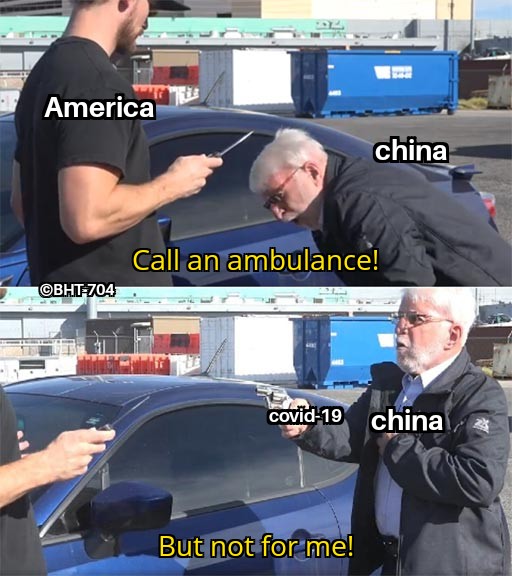 America
china
Call an ambulance!
©BHT-704
covid-19
china
But not for me!